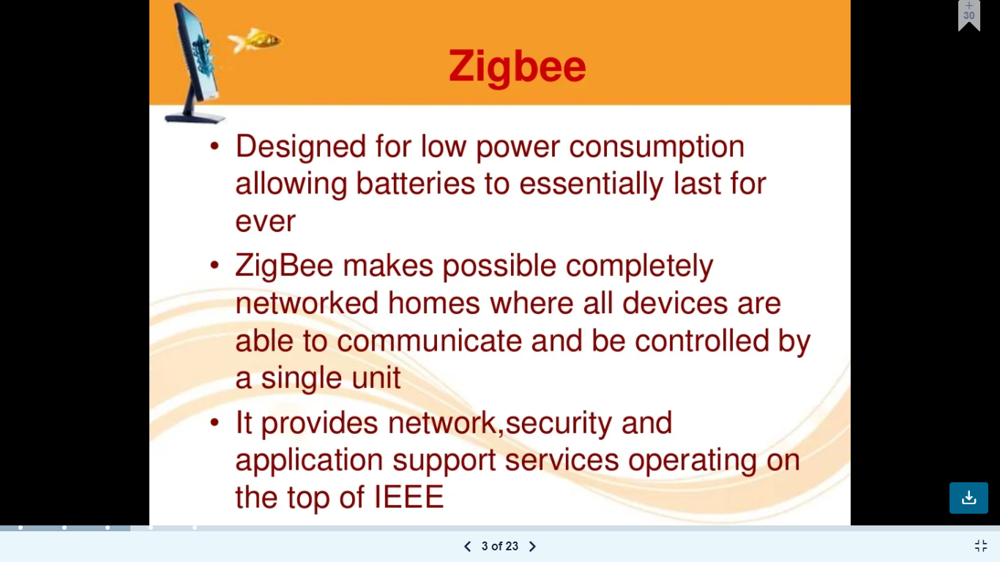 +
30
Zigbee
• Designed for low power consumption
allowing batteries to essentially last for
ever
• ZigBee makes possible completely
networked homes where all devices are
able to communicate and be controlled by
a single unit
• It provides network,security and
application support services operating on
the top of IEEE
3 of 23